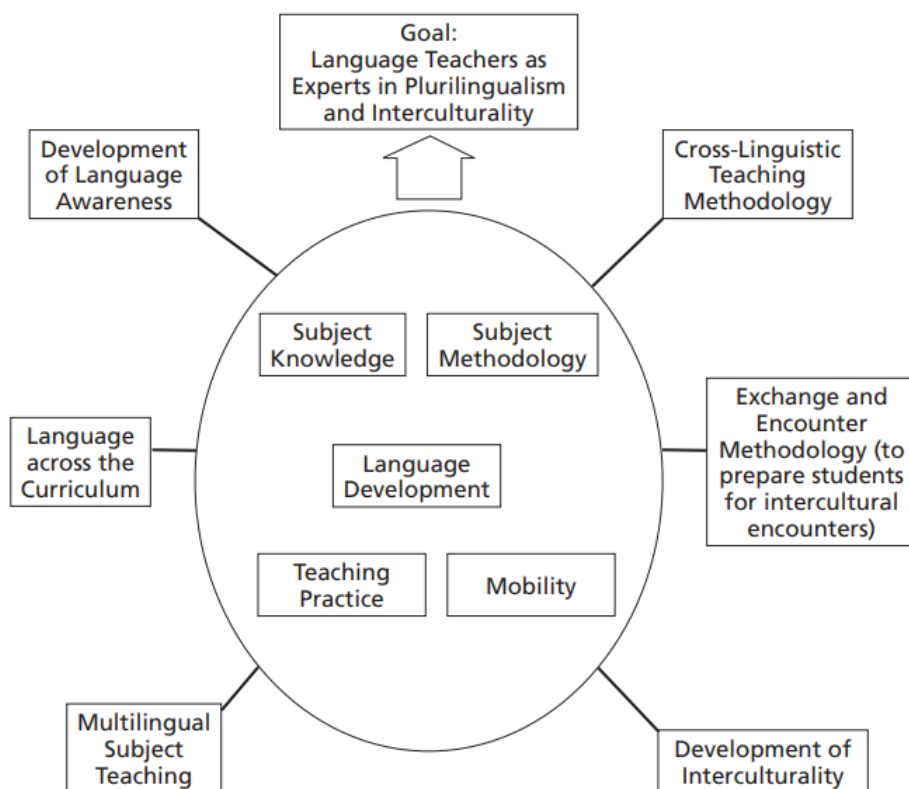 Goal:
Language Teachers as
Experts in Plurilingualism
and Interculturality
Development
of Language
Awareness
Cross-Linguistic
Teaching
Methodology
Subject
Knowledge
Subject
Methodology
Language
across the
Curriculum
Language
Development
Exchange and
Encounter
Methodology (to
prepare students
for intercultural
encounters)
Teaching
Practice
Mobility
Multilingual
Subject
Teaching
Development of
Interculturality